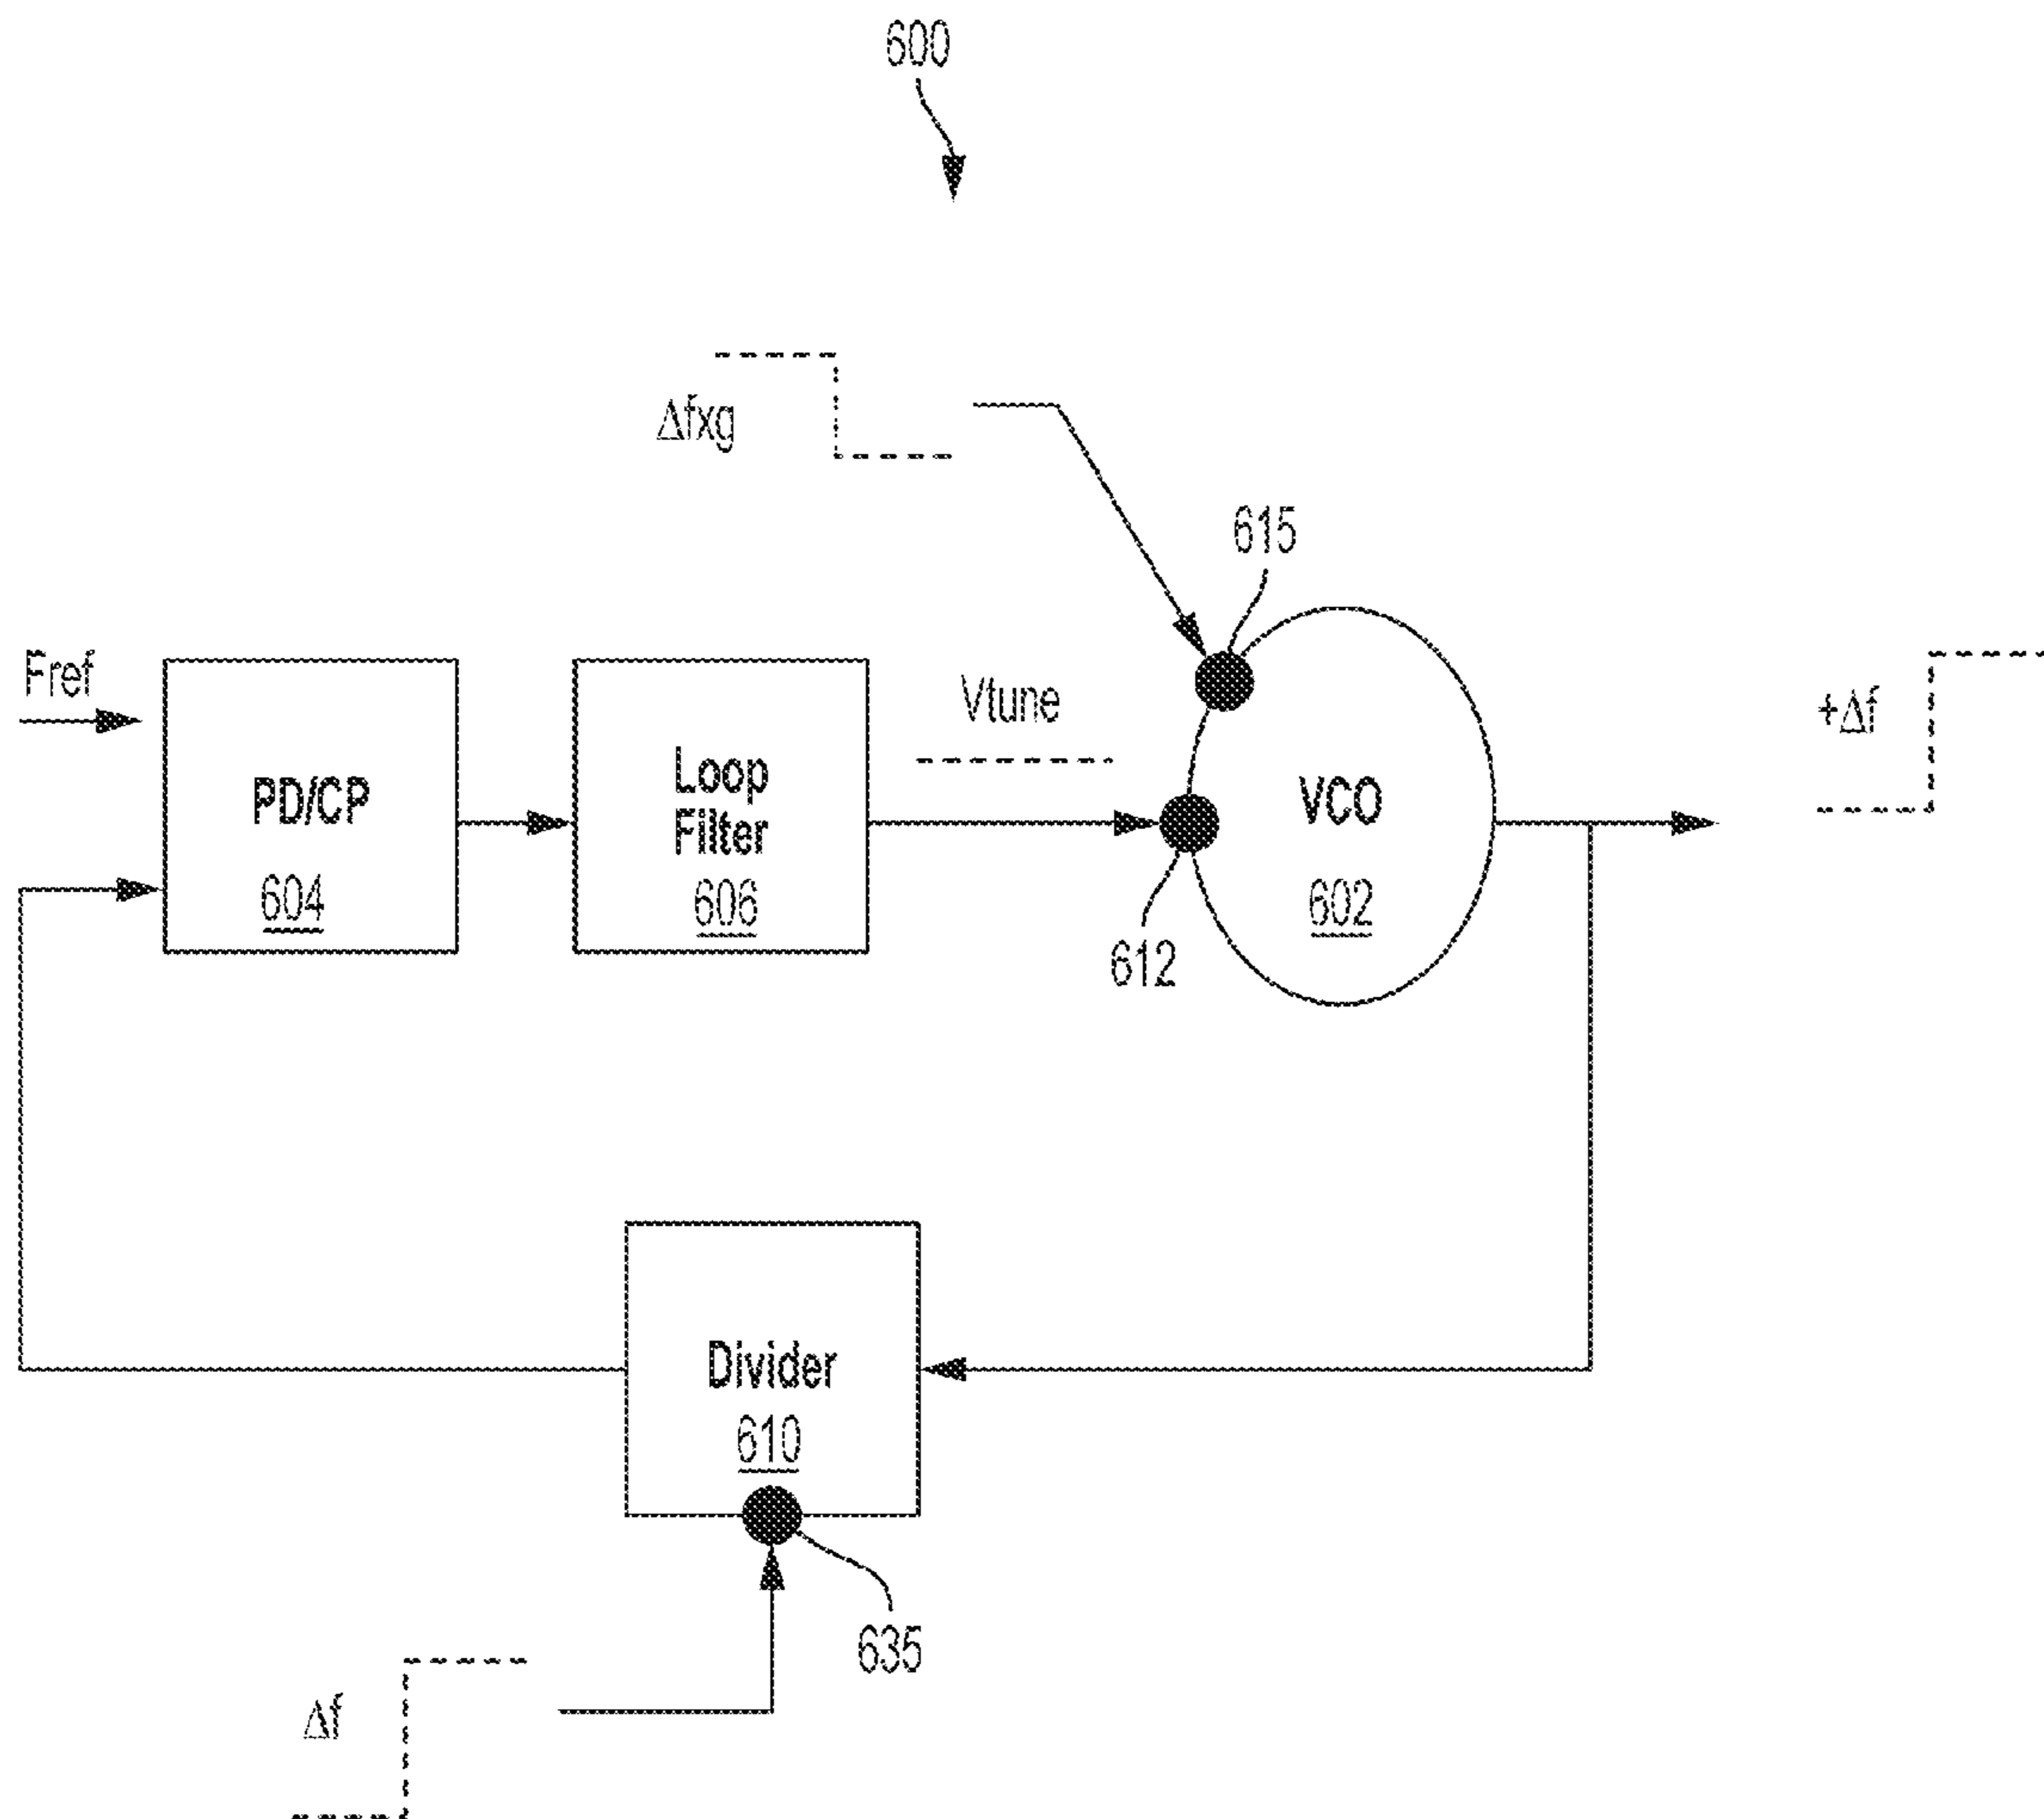 600
Δfxg
615
Fref
Vtune
+Δf
PD/CP
604
Loop
Filter
606
VCO
602
612
Divider
610
635
Δf